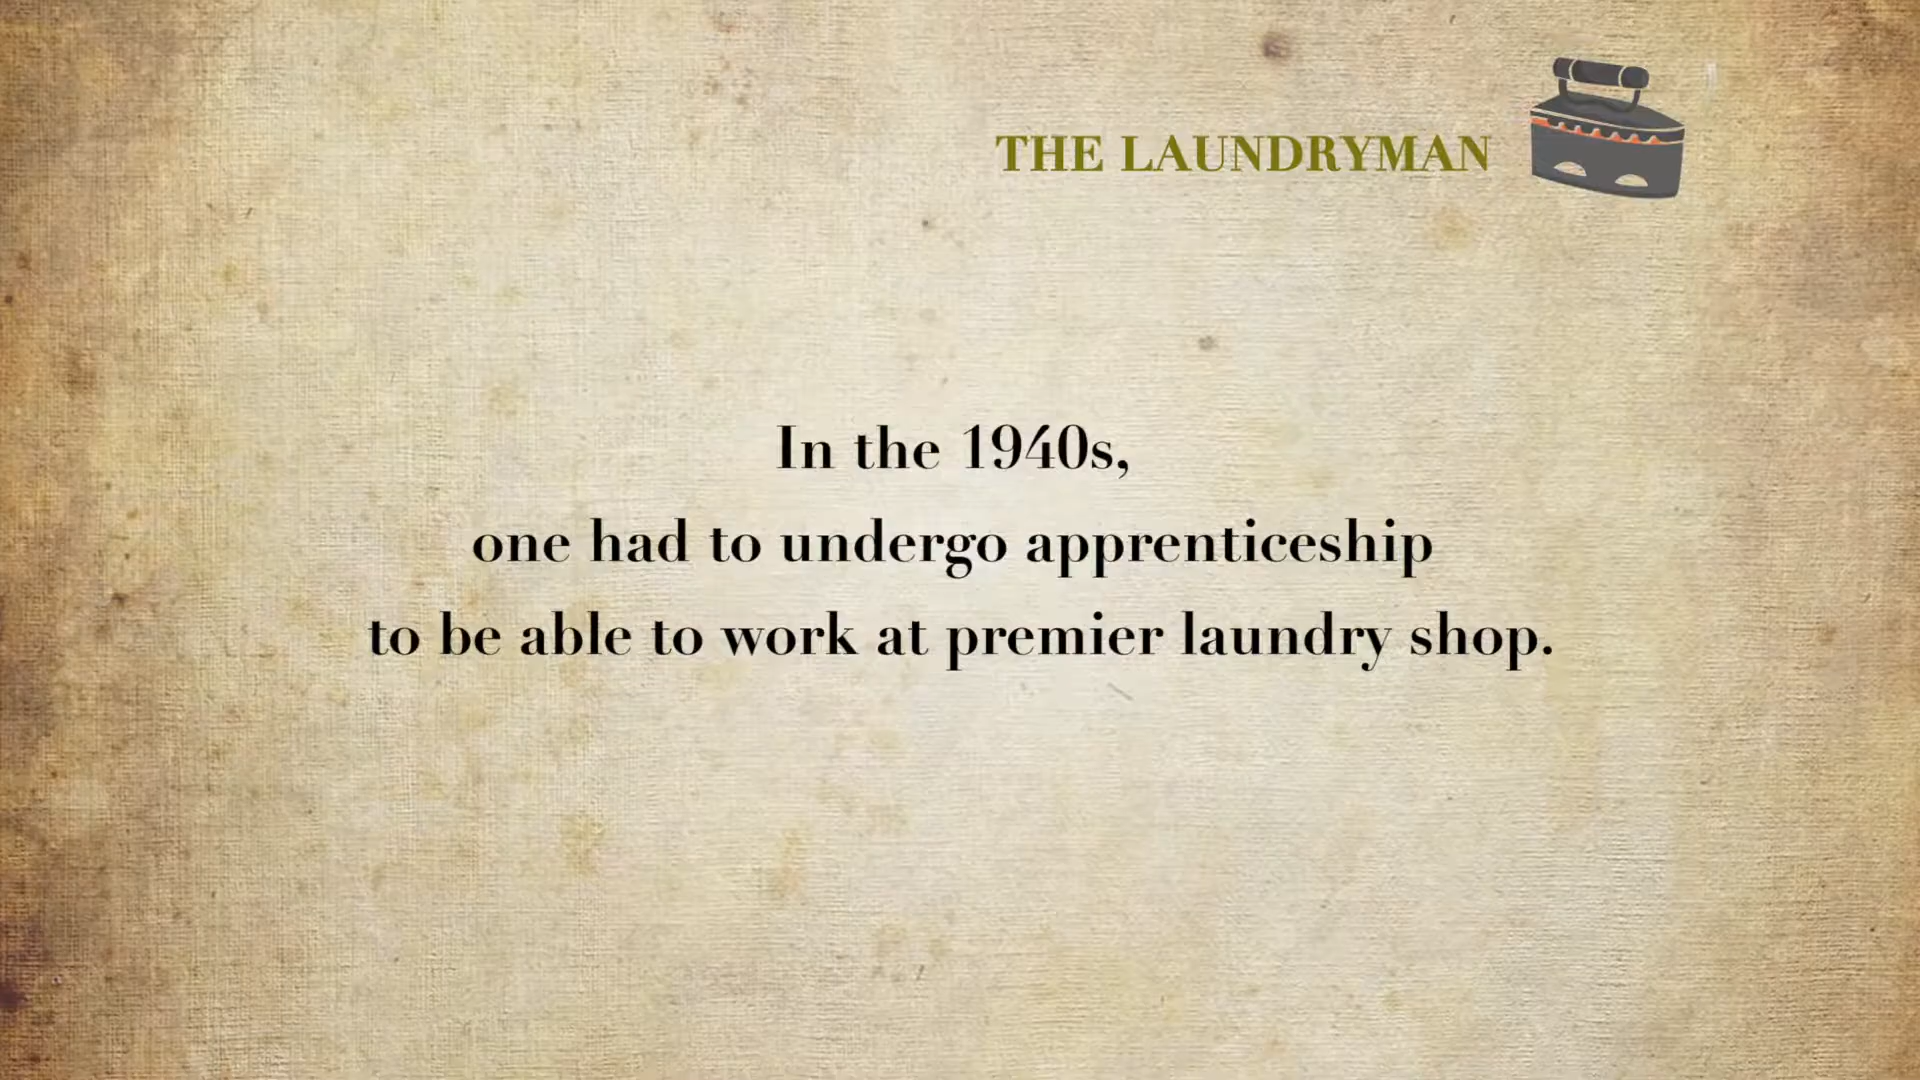 THE LAUNDRYMAN
In the 1940s,
one had to undergo apprenticeship
to be able to work at premier laundry shop.